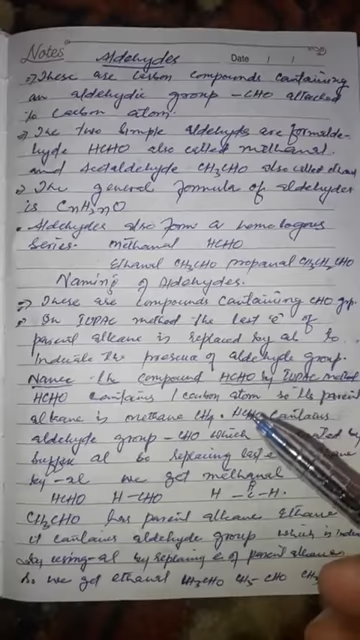 Notes
Aldehydes
Date / /
→ These are carbon compounds containing
an aldehydic group -CHO attached
to carbon atom.
→ The two simple aldehyde are formalde-
hyde HCHO also called methanal
and Acetaldehyde CH3CHO also called
→ The general formula of aldehydes
is CnH2nO
• Aldehydes also form a homologous
series. methanal HCHO
Ethanal CH3CHO propanal CH3CH2CHO
Naming of Aldehydes.
→ These are compounds containing CHO gp.
→ In IUPAC method the last 'e' of
parent alkane is replaced by al to
Indicate the presence of aldehyde group.
Name the compound HCHO by IUPAC method
HCHO contains 1 carbon atom so its parent
alkane is methane CH4. HCHO contains
aldehyde group -CHO which by
suffix al so replacing last e
by -al we get methanal
HCHO H-CHO H-C-H.
CH3CHO has parent alkane Ethane
it contains aldehyde group which is
by using -al by replacing e of parent alkane
So we get ethanal CH3CHO CH3-CHO CH3